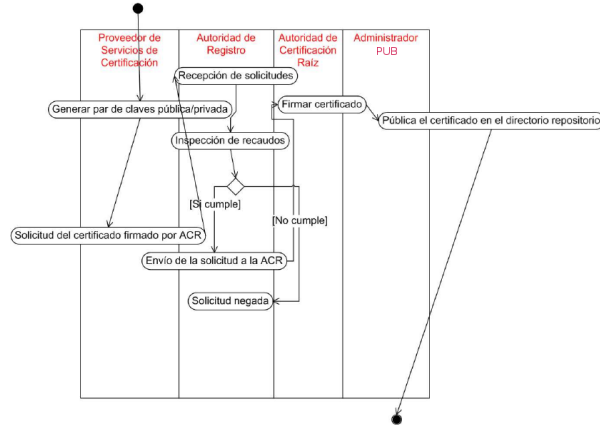 Proveedor de
Servicios de
Certificación
Autoridad de
Registro
Autoridad de
Certificación
Raíz
Administrador
PUB
Recepción de solicitudes
Generar par de claves pública/privada
Firmar certificado
Pública el certificado en el directorio repositorio
Inspección de recaudos
[Si cumple]
[No cumple]
Solicitud del certificado firmado por ACR
Envío de la solicitud a la ACR
Solicitud negada